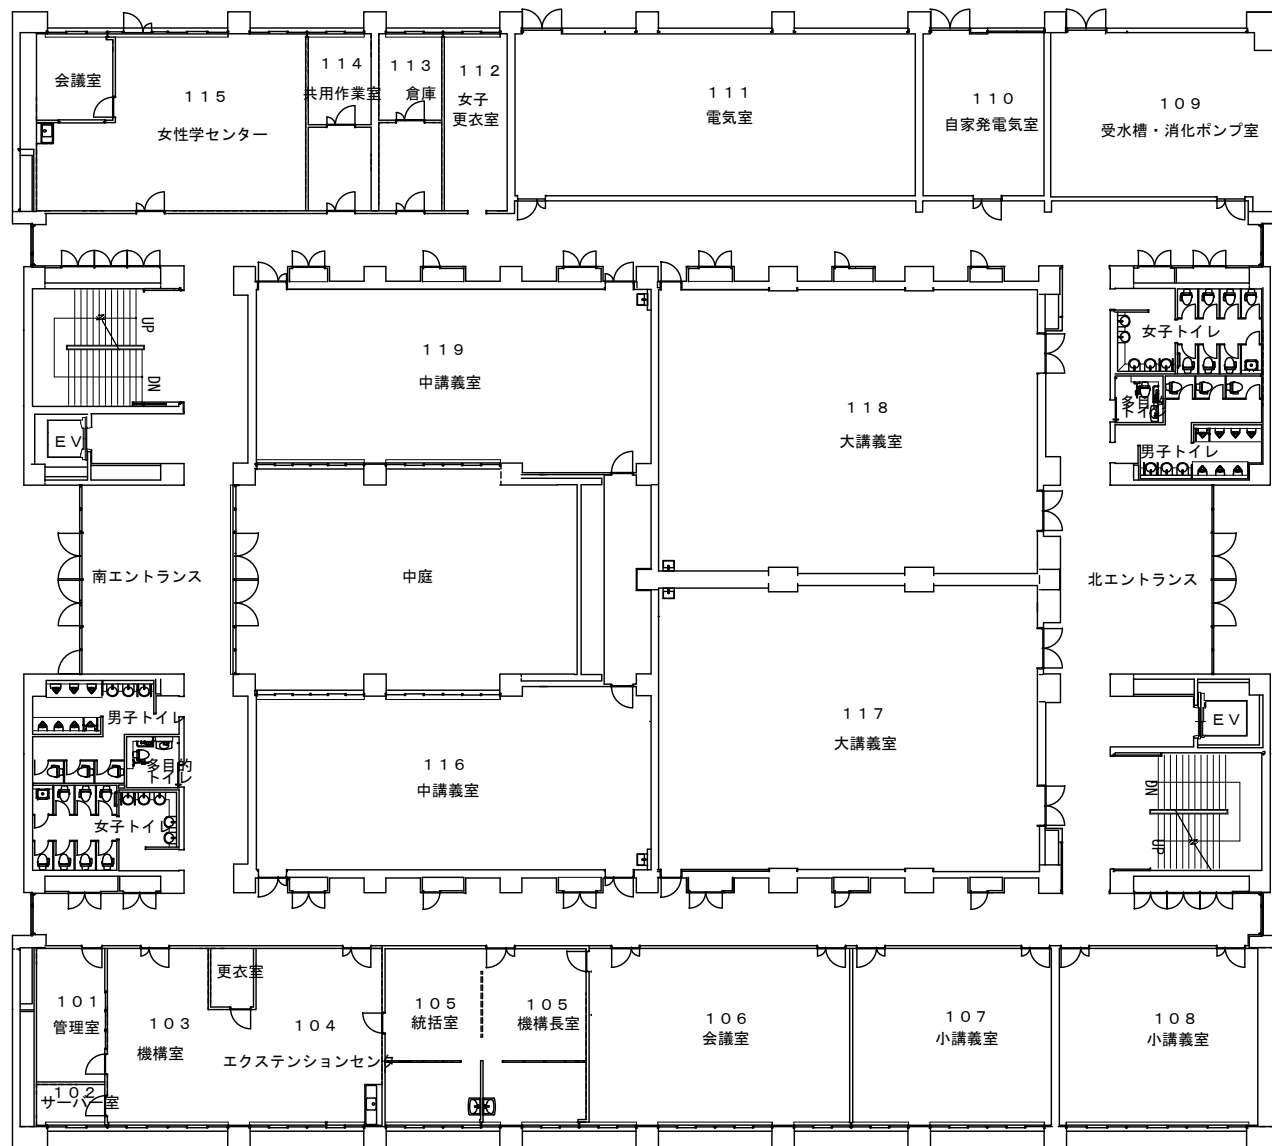 会議室
１１５
女性学センター
１１４
共用作業室
１１３
倉庫
１１２
女子
更衣室
１１１
電気室
１１０
自家発電気室
１０９
受水槽・消化ポンプ室
UP
DN
ＥＶ
１１９
中講義室
１１８
大講義室
女子トイレ
多目的
トイレ
男子トイレ
南エントランス
中庭
北エントランス
男子トイレ
多目的
トイレ
女子トイレ
１１６
中講義室
１１７
大講義室
ＥＶ
DN
UP
１０１
管理室
１０２
サーバー室
１０３
機構室
更衣室
１０４
エクステンションセンタ
１０５
統括室
１０５
機構長室
１０６
会議室
１０７
小講義室
１０８
小講義室